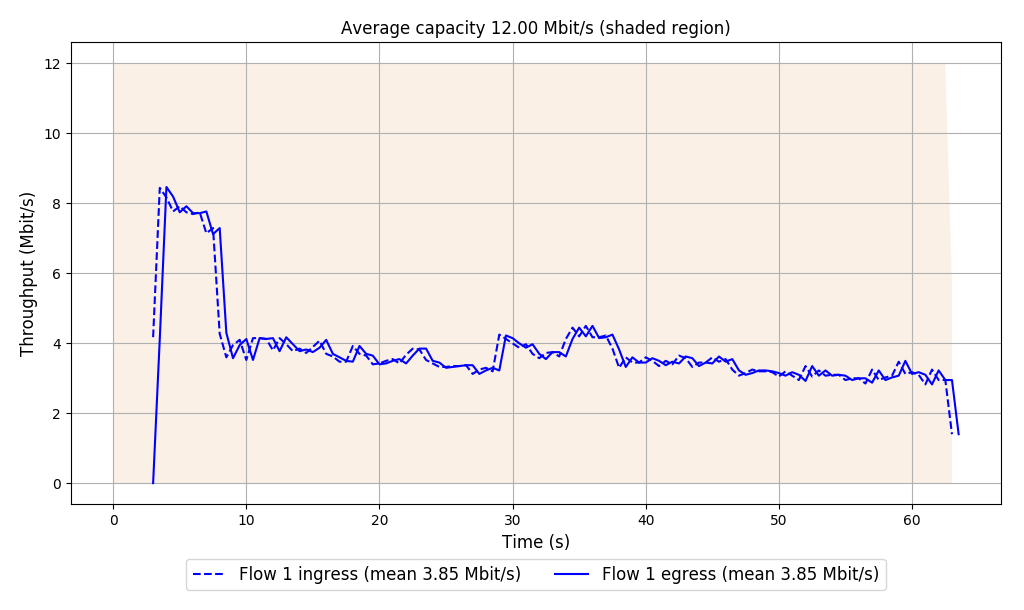 Average capacity 12.00 Mbit/s (shaded region)
Throughput (Mbit/s)
12
10
8
6
4
2
0
0 10 20 30 40 50 60
Time (s)
Flow 1 ingress (mean 3.85 Mbit/s) Flow 1 egress (mean 3.85 Mbit/s)